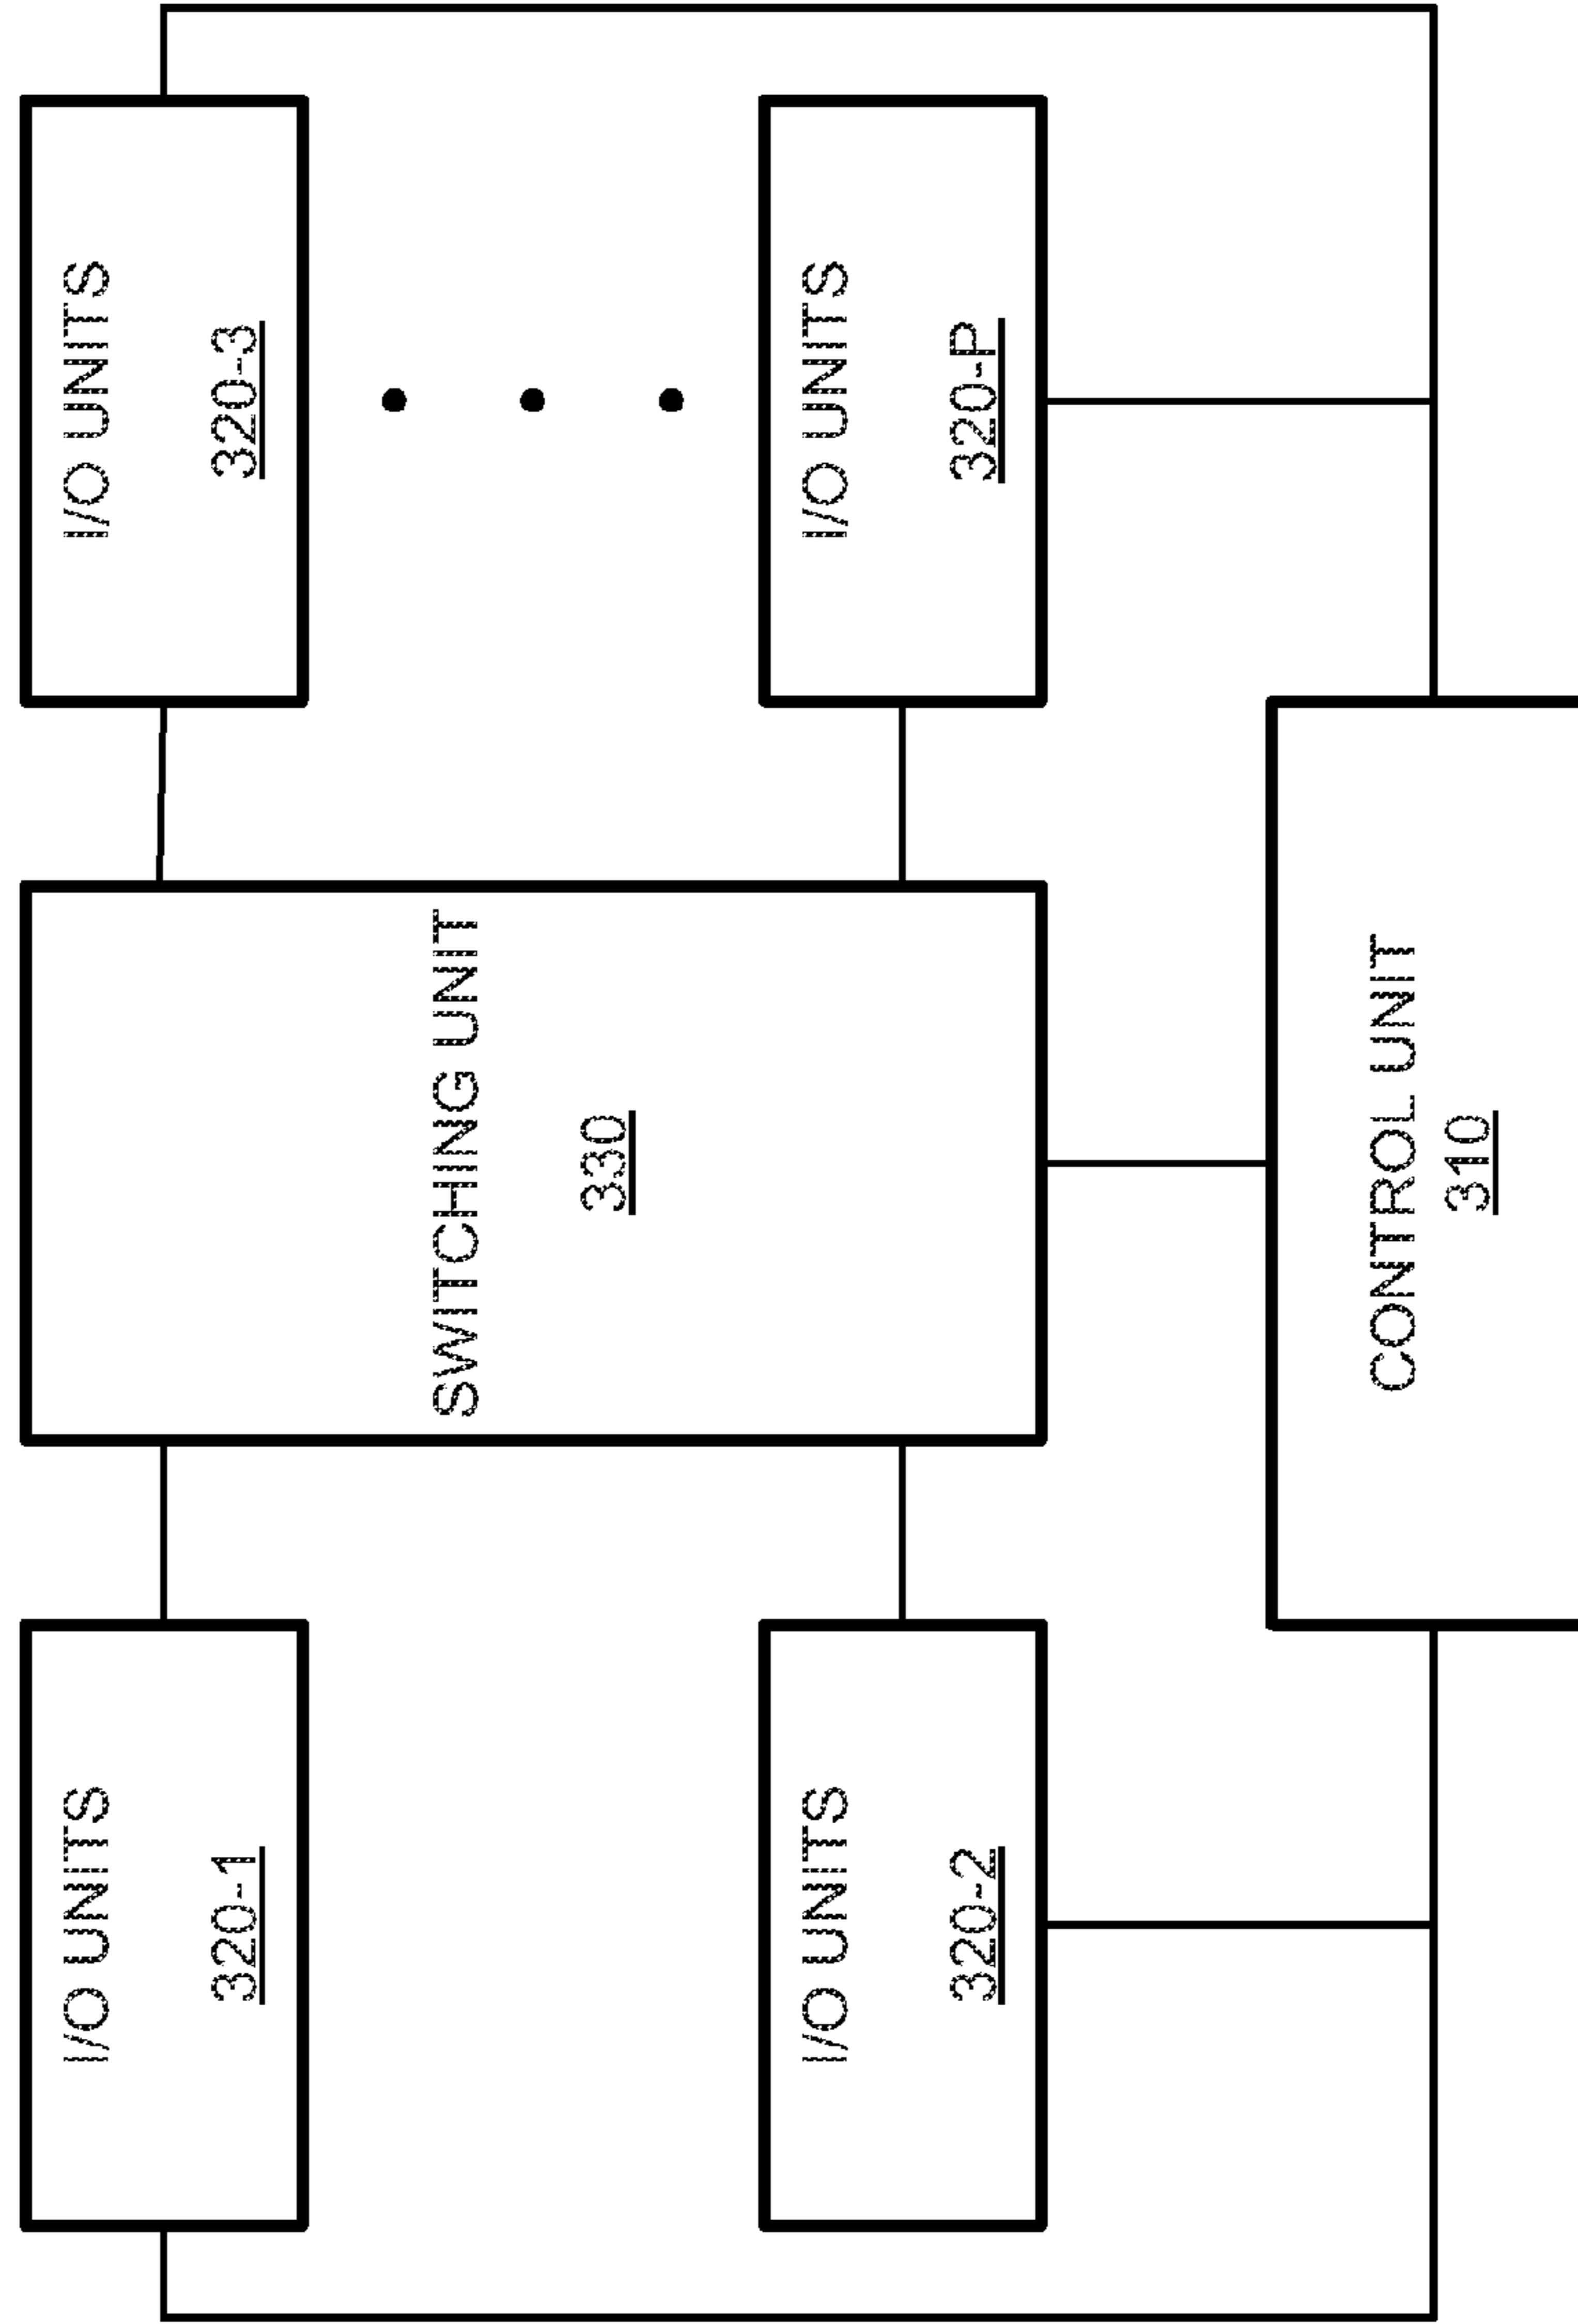 I/O UNITS
320-1
SWITCHING UNIT
330
I/O UNITS
320-3
I/O UNITS
320-2
I/O UNITS
320-P
CONTROL UNIT
310